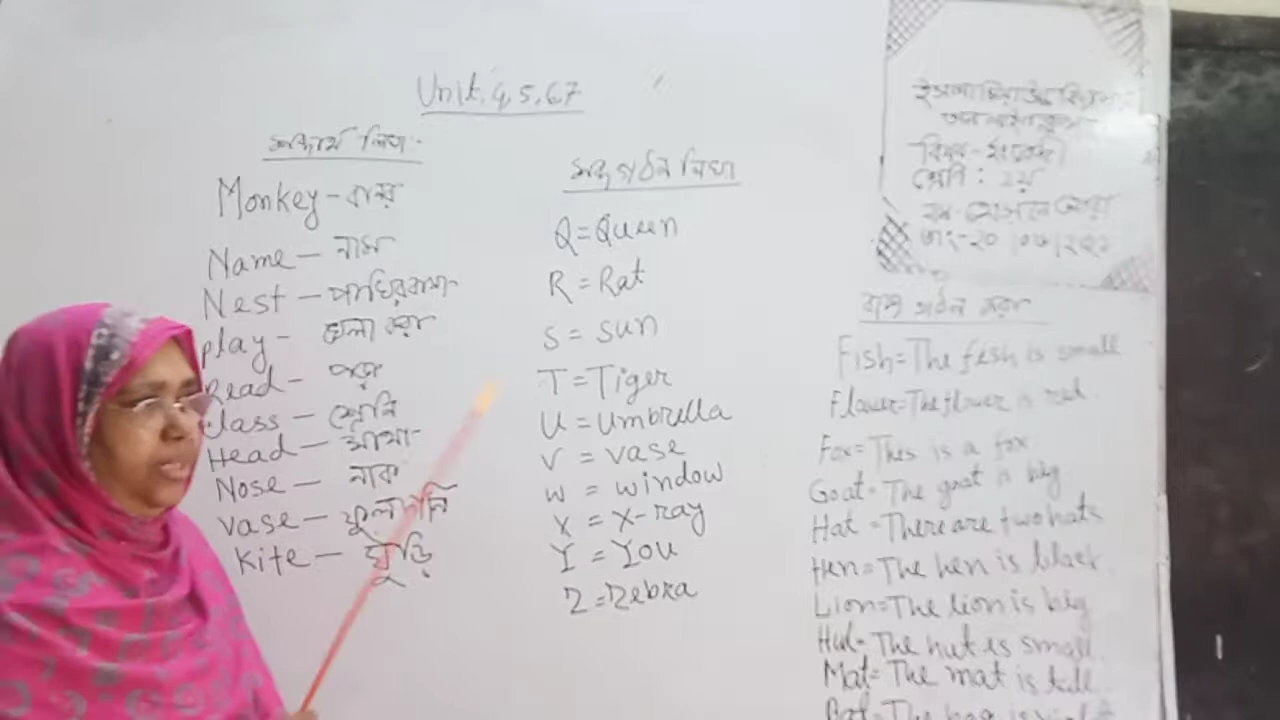 Unit. 4, 5, 6, 7
শব্দার্থ লিখ-
Monkey - বানর
Name - নাম
Nest - পাখির বাসা
play - খেলা করা
Read - পড়া
Class - শ্রেণি
Head - মাথা
Nose - নাক
vase - ফুলদানি
Kite - ঘুড়ি
শব্দ গঠন লিখ
Q = Queen
R = Rat
S = sun
T = Tiger
U = umbrella
V = vase
W = window
X = X-ray
Y = You
Z = Zebra
বিষয় - ইংরেজী
শ্রেণি : ২য়
বাক্য গঠন কর
Fish = The fish is small
Flower = The flower is red.
Fox = This is a fox
Goat = The goat is big
Hat = There are two hats
Hen = The hen is black.
Lion = The lion is big
Hut = The hut is small.
Mat = The mat is
The bag is